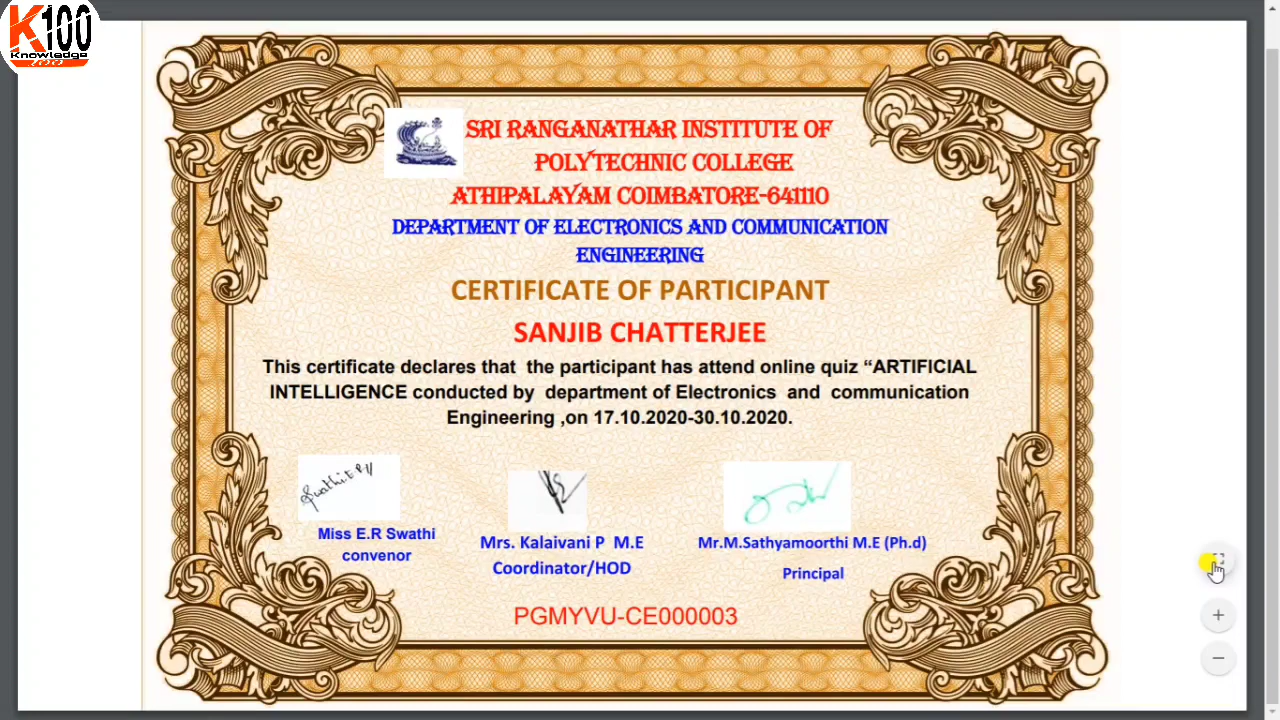 K100
Knowledge
SRI RANGANATHAR INSTITUTE OF
POLYTECHNIC COLLEGE
ATHIPALAYAM COIMBATORE-641110
DEPARTMENT OF ELECTRONICS AND COMMUNICATION
ENGINEERING
CERTIFICATE OF PARTICIPANT
SANJIB CHATTERJEE
This certificate declares that the participant has attend online quiz “ARTIFICIAL
INTELLIGENCE conducted by department of Electronics and communication
Engineering ,on 17.10.2020-30.10.2020.
Miss E.R Swathi
convenor
Mrs. Kalaivani P M.E
Coordinator/HOD
Mr.M.Sathyamoorthi M.E (Ph.d)
Principal
PGMYVU-CE000003